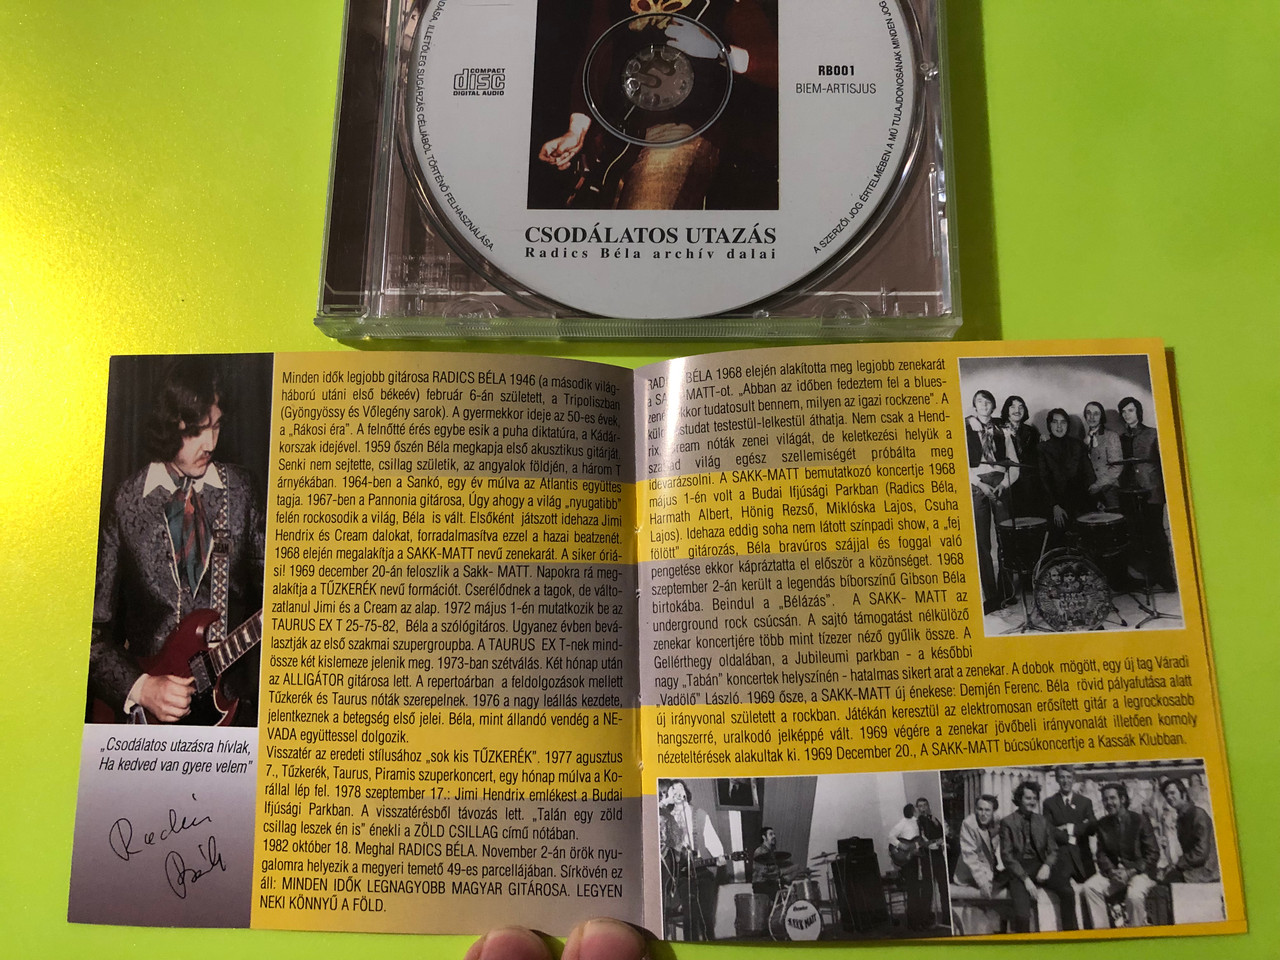 COMPACT
disc
DIGITAL AUDIO
RB001
BIEM-ARTISJUS
ILLETŐLEG SUGÁRZÁS CÉLJÁBÓL TÖRTÉNŐ FELHASZNÁLÁSA
A SZERZŐI JOG ÉRTELMÉBEN A MŰ TULAJDONOSÁNAK MINDEN JOG
CSODÁLATOS UTAZÁS
Radics Béla archív dalai
Minden idők legjobb gitárosa RADICS BÉLA 1946 (a második világ-
háború utáni első békeév) február 6-án született, a Tripoliszban
(Gyöngyössy és Vőlegény sarok). A gyermekkor ideje az 50-es évek,
a „Rákosi éra". A felnőtté érés egybe esik a puha diktatúra, a Kádár-
korszak idejével. 1959 őszén Béla megkapja első akusztikus gitárját.
Senki nem sejtette, csillag születik, az angyalok földjén, a három T
árnyékában. 1964-ben a Sankó, egy év múlva az Atlantis együttes
tagja. 1967-ben a Pannonia gitárosa, Úgy ahogy a világ „nyugatibb"
felén rockosodik a világ, Béla is vált. Elsőként játszott idehaza Jimi
Hendrix és Cream dalokat, forradalmasítva ezzel a hazai beatzenét.
1968 elején megalakítja a SAKK-MATT nevű zenekarát. A siker óriá-
si! 1969 december 20-án feloszlik a Sakk- MATT. Napokra rá meg-
alakítja a TŰZKERÉK nevű formációt. Cserélődnek a tagok, de válto-
zatlanul Jimi és a Cream az alap. 1972 május 1-én mutatkozik be az
TAURUS EX T 25-75-82, Béla a szólógitáros. Ugyanez évben bevá-
lasztják az első szakmai supergroupba. A TAURUS EX T-nek mind-
össze két kislemeze jelenik meg. 1973-ban szétválás. Két hónap után
az ALLIGÁTOR gitárosa lett. A repertoárban a feldolgozások mellett
Tűzkerék és Taurus nóták szerepelnek. 1976 a nagy leállás kezdete,
jelentkeznek a betegség első jelei. Béla, mint állandó vendég a NE-
VADA együttessel dolgozik.
Visszatér az eredeti stílusához „sok kis TŰZKERÉK". 1977 agusztus
7., Tűzkerék, Taurus, Piramis szuperkoncert, egy hónap múlva a Ko-
rállal lép fel. 1978 szeptember 17.: Jimi Hendrix emlékest a Budai
Ifjúsági Parkban. A visszatérésből távozás lett. „Talán egy zöld
csillag leszek én is" énekli a ZÖLD CSILLAG című nótában.
1982 október 18. Meghal RADICS BÉLA. November 2-án örök nyu-
galomra helyezik a megyeri temető 49-es parcellájában. Sírkövén ez
áll: MINDEN IDŐK LEGNAGYOBB MAGYAR GITÁROSA. LEGYEN
NEKI KÖNNYŰ A FÖLD.
„Csodálatos utazásra hívlak,
Ha kedved van gyere velem"
Radics
Béla
RADICS BÉLA 1968 elején alakította meg legjobb zenekarát
a SAKK-MATT-ot. „Abban az időben fedeztem fel a blues-
zenét ekkor tudatosult bennem, milyen az igazi rockzene". A
studat testestül-lelkestül áthatja. Nem csak a Hend-
rix, Cream nóták zenei világát, de keletkezési helyük a
szabad világ egész szellemiségét próbálta meg
idevarázsolni. A SAKK-MATT bemutatkozó koncertje 1968
május 1-én volt a Budai Ifjúsági Parkban (Radics Béla,
Harmath Albert, Hönig Rezső, Miklóska Lajos, Csuha
Lajos). Idehaza eddig soha nem látott színpadi show, a „fej
fölött" gitározás, Béla bravúros szájjal és foggal való
pengetése ekkor kápráztatta el először a közönséget. 1968
szeptember 2-án került a legendás bíborszínű Gibson Béla
birtokába. Beindul a „Bélázás". A SAKK- MATT az
underground rock csúcsán. A sajtó támogatást nélkülöző
zenekar koncertjére több mint tízezer néző gyűlik össze. A
Gellérthegy oldalában, a Jubileumi parkban - a későbbi
nagy „Tabán" koncertek helyszínén - hatalmas sikert arat a zenekar. A dobok mögött, egy új tag Váradi
„Vadölő" László. 1969 ősze, a SAKK-MATT új énekese: Demjén Ferenc. Béla rövid pályafutása alatt
új irányvonal született a rockban. Játékán keresztül az elektromosan erősített gitár a legrockosabb
hangszerré, uralkodó jelképpé vált. 1969 végére a zenekar jövőbeli irányvonalát illetően komoly
nézeteltérések alakultak ki. 1969 December 20., A SAKK-MATT búcsúkoncertje a Kassák Klubban.
SAKK MATT